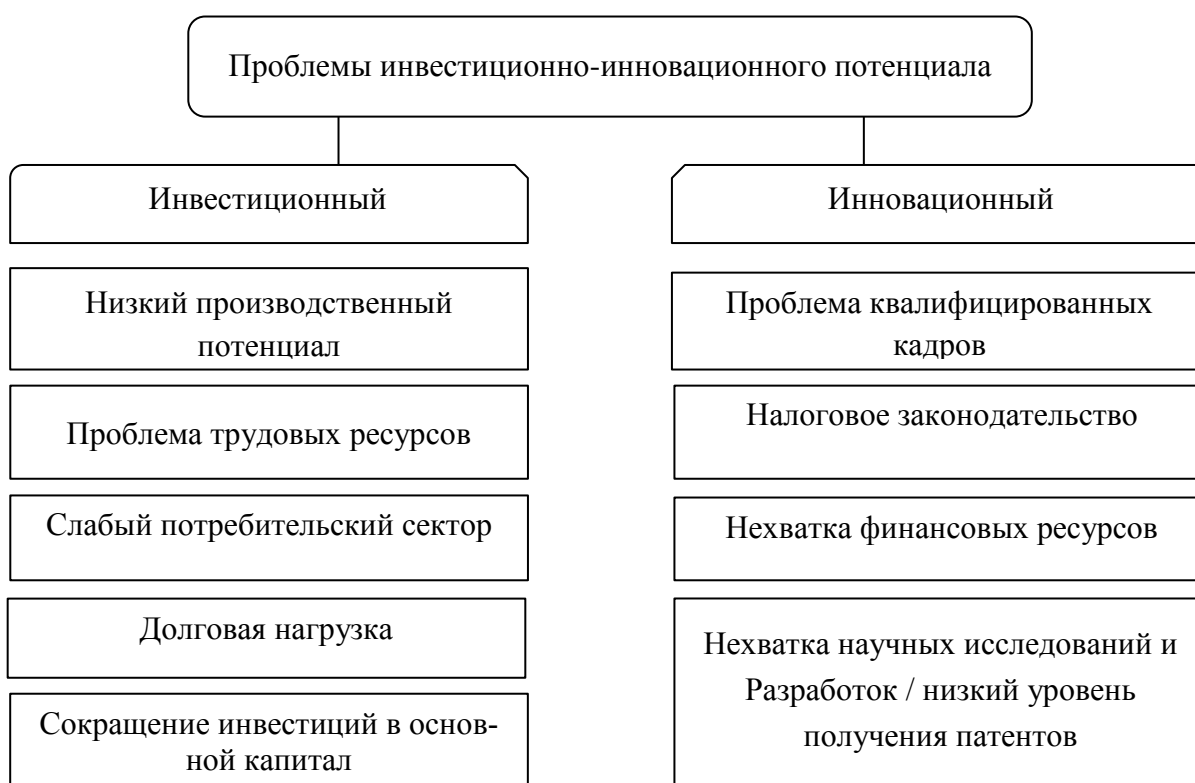 Проблемы инвестиционно-инновационного потенциала
Инвестиционный
Низкий производственный
потенциал
Проблема трудовых ресурсов
Слабый потребительский сектор
Долговая нагрузка
Сокращение инвестиций в основ-
ной капитал
Инновационный
Проблема квалифицированных
кадров
Налоговое законодательство
Нехватка финансовых ресурсов
Нехватка научных исследований и
Разработок / низкий уровень
получения патентов